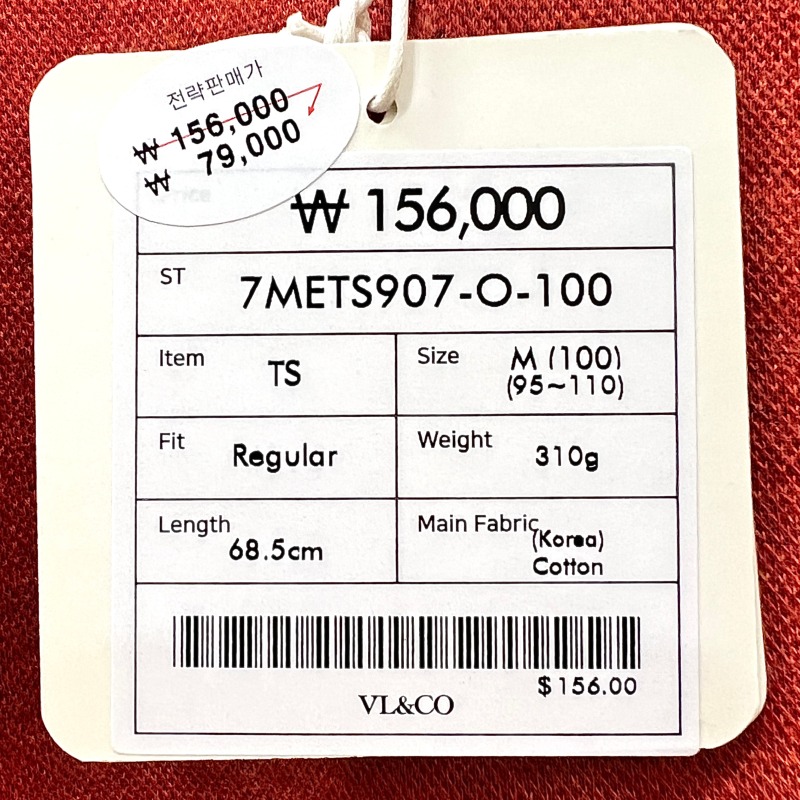 전략판매가
₩ 156,000
₩ 79,000
₩ 156,000
ST
7METS907-O-100
Item
TS
Size
M (100)
(95~110)
Fit
Regular
Weight
310g
Length
68.5cm
Main Fabric
(Korea)
Cotton
$156.00
VL&CO